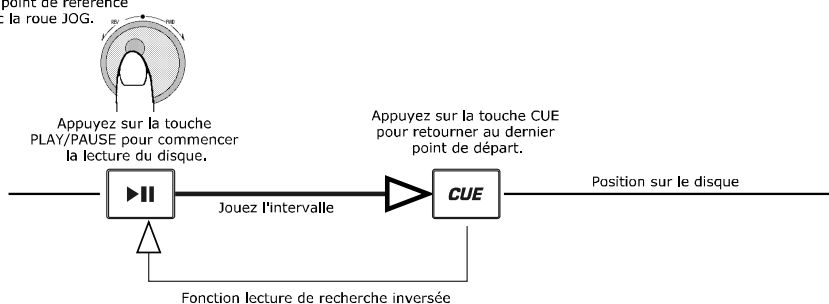 point de référence
c la roue JOG.
REV
FWD
Appuyez sur la touche
PLAY/PAUSE pour commencer
la lecture du disque.
Appuyez sur la touche CUE
pour retourner au dernier
point de départ.
CUE
Jouez l'intervalle
Position sur le disque
Fonction lecture de recherche inversée